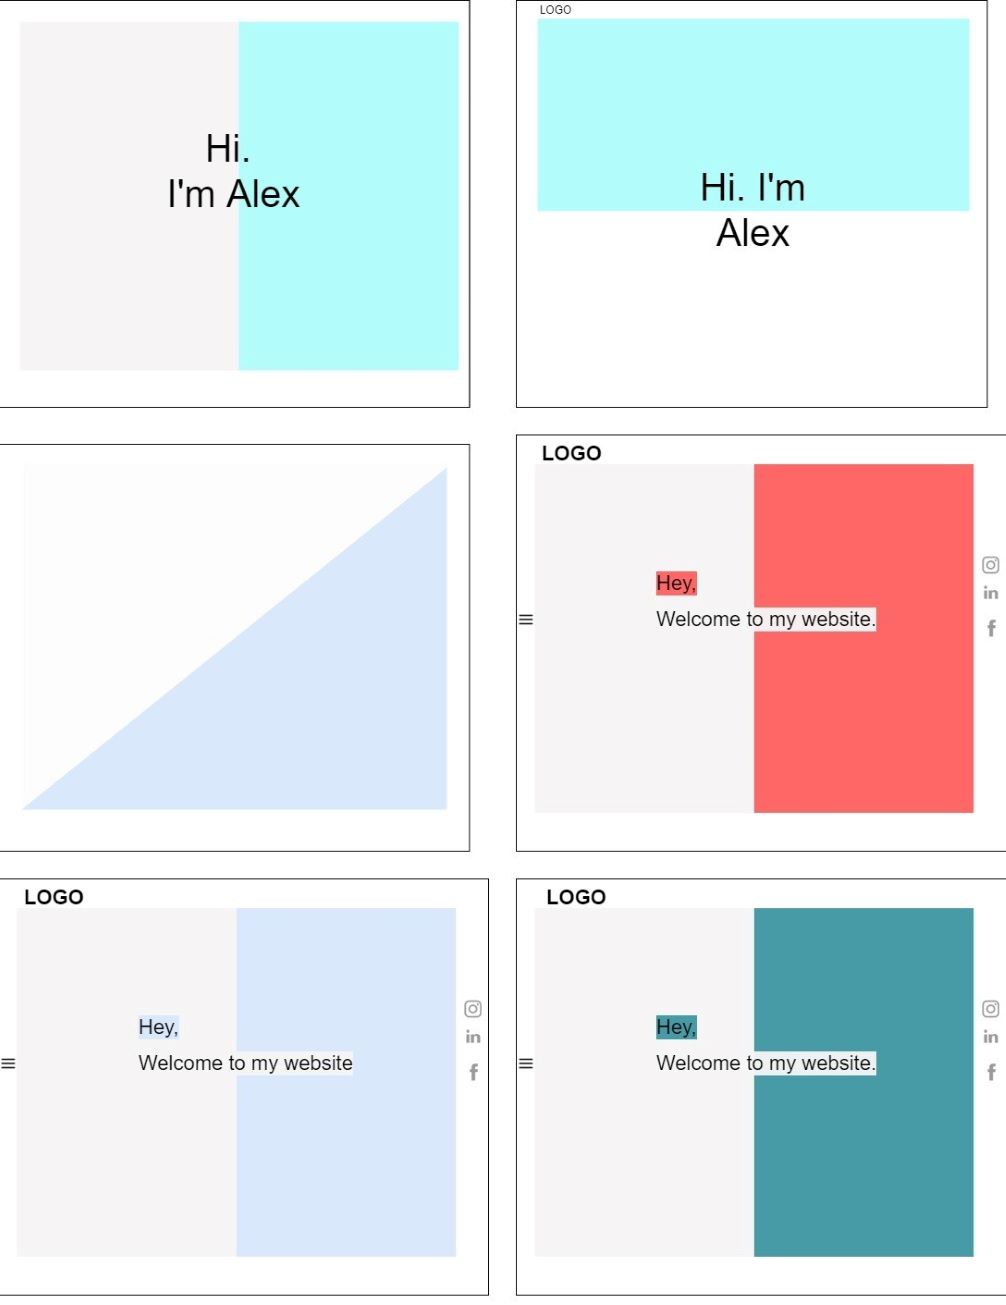 Hi.
I'm Alex
LOGO
Hi. I'm
Alex
LOGO
Hey,
Welcome to my website.
in
f
LOGO
Hey,
Welcome to my website
in
f
LOGO
Hey,
Welcome to my website.
in
f